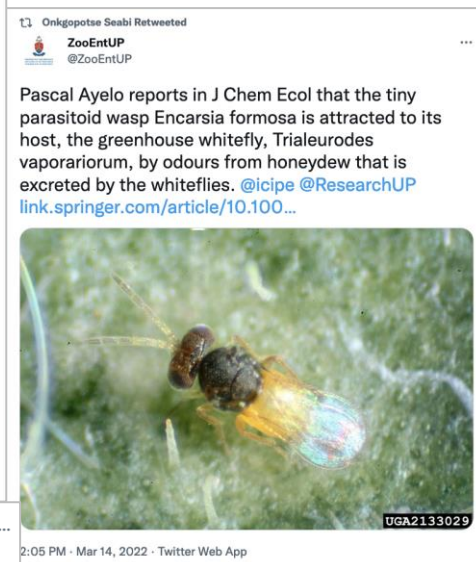 Onkgopotse Seabi Retweeted
ZooEntUP
@ZooEntUP
Pascal Ayelo reports in J Chem Ecol that the tiny
parasitoid wasp Encarsia formosa is attracted to its
host, the greenhouse whitefly, Trialeurodes
vaporariorum, by odours from honeydew that is
excreted by the whiteflies. @icipe @ResearchUP
link.springer.com/article/10.100...
UGA2133029
2:05 PM · Mar 14, 2022 · Twitter Web App